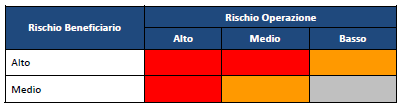 Rischio Beneficiario
Rischio Operazione
Alto Medio Basso
Alto
Medio